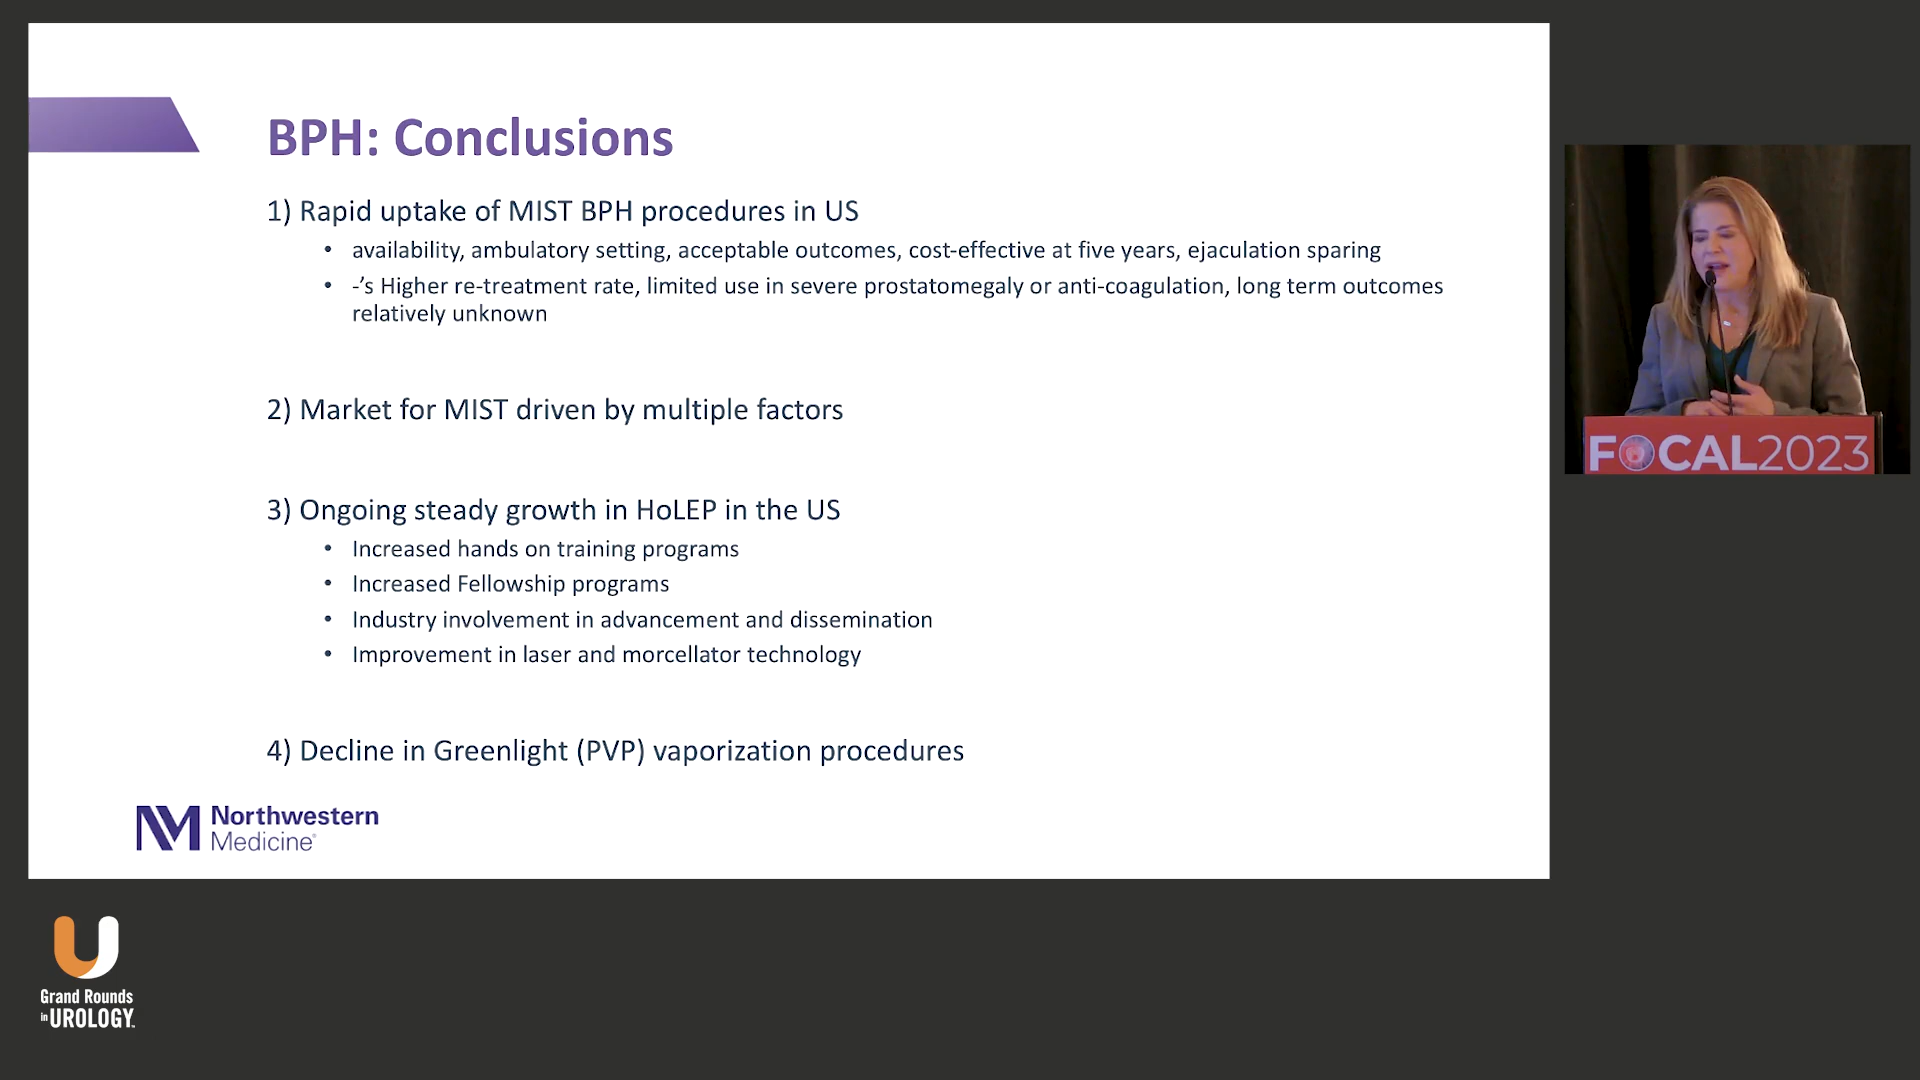 BPH: Conclusions
1) Rapid uptake of MIST BPH procedures in US
• availability, ambulatory setting, acceptable outcomes, cost-effective at five years, ejaculation sparing
• -’s Higher re-treatment rate, limited use in severe prostatomegaly or anti-coagulation, long term outcomes
relatively unknown
2) Market for MIST driven by multiple factors
3) Ongoing steady growth in HoLEP in the US
• Increased hands on training programs
• Increased Fellowship programs
• Industry involvement in advancement and dissemination
• Improvement in laser and morcellator technology
4) Decline in Greenlight (PVP) vaporization procedures
NM Northwestern
Medicine®
FOCAL2023
U
Grand Rounds
in UROLOGY™